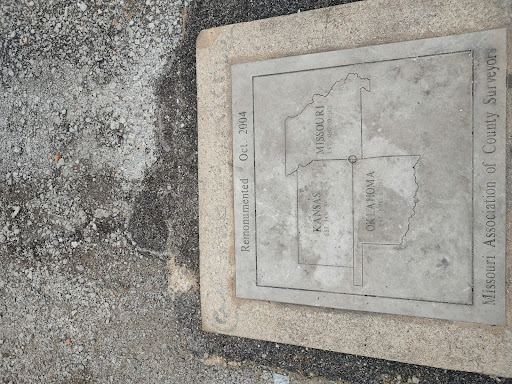 Remonumented - Oct. 2004
KANSAS
MISSOURI
OKLAHOMA
Missouri Association of County Surveyors